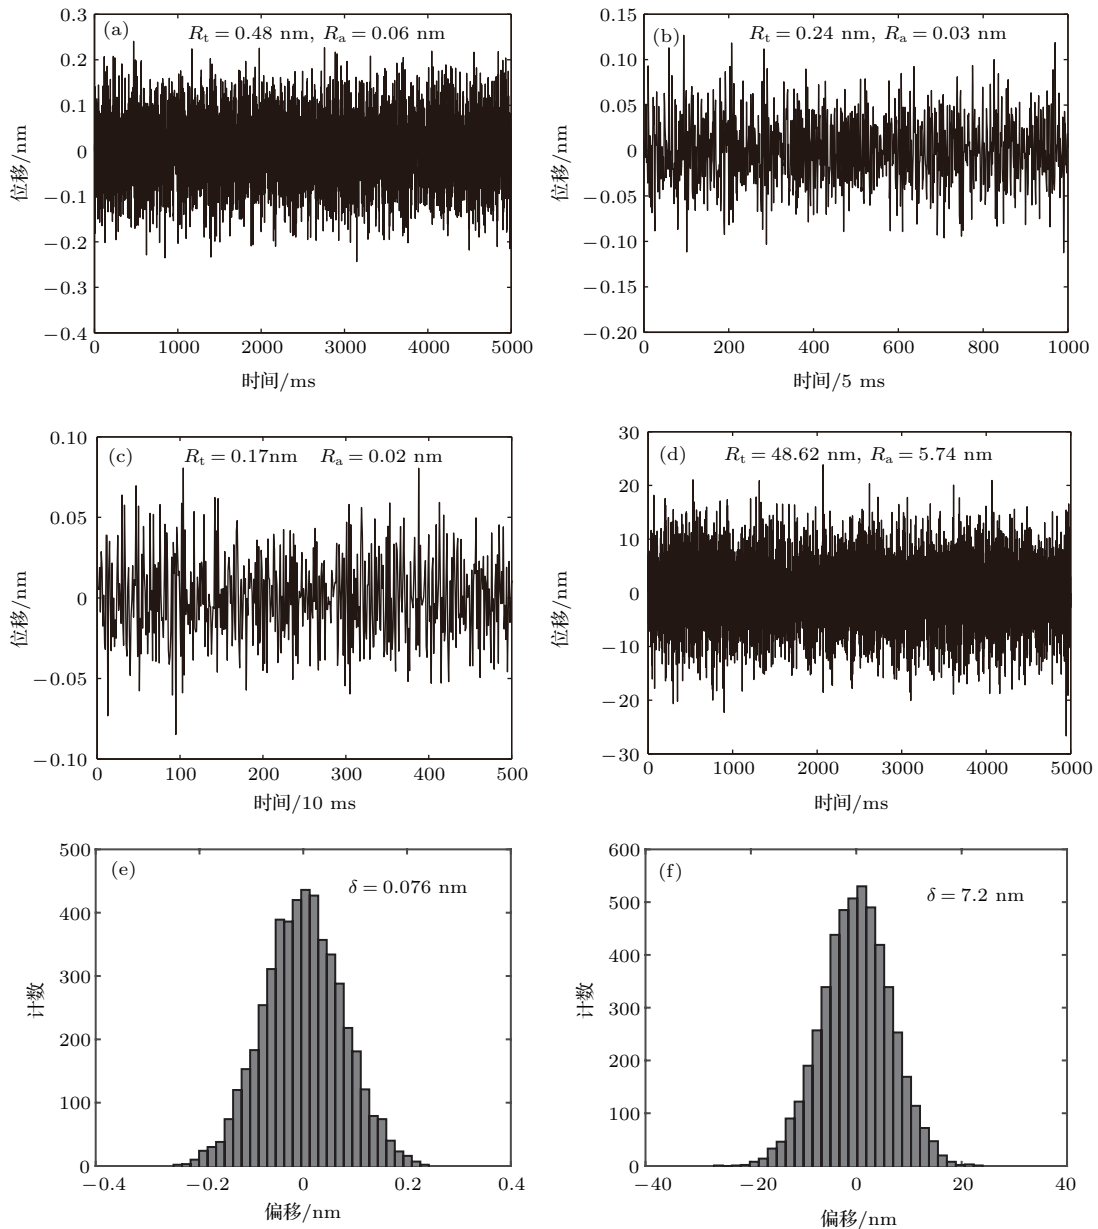 (a)
R_t = 0.48 nm, R_a = 0.06 nm
0.3
0.2
0.1
0
−0.1
−0.2
−0.3
−0.4
位移/nm
0 1000 2000 3000 4000 5000
时间/ms
(b)
R_t = 0.24 nm, R_a = 0.03 nm
0.15
0.10
0.05
0
−0.05
−0.10
−0.15
−0.20
位移/nm
0 200 400 600 800 1000
时间/5 ms
(c)
R_t = 0.17nm R_a = 0.02 nm
0.10
0.05
0
−0.05
−0.10
位移/nm
0 100 200 300 400 500
时间/10 ms
(d)
R_t = 48.62 nm, R_a = 5.74 nm
30
20
10
0
−10
−20
−30
位移/nm
0 1000 2000 3000 4000 5000
时间/ms
(e)
δ = 0.076 nm
500
400
300
200
100
0
计数
−0.4 −0.2 0 0.2 0.4
偏移/nm
(f)
δ = 7.2 nm
600
500
400
300
200
100
0
计数
−40 −20 0 20 40
偏移/nm